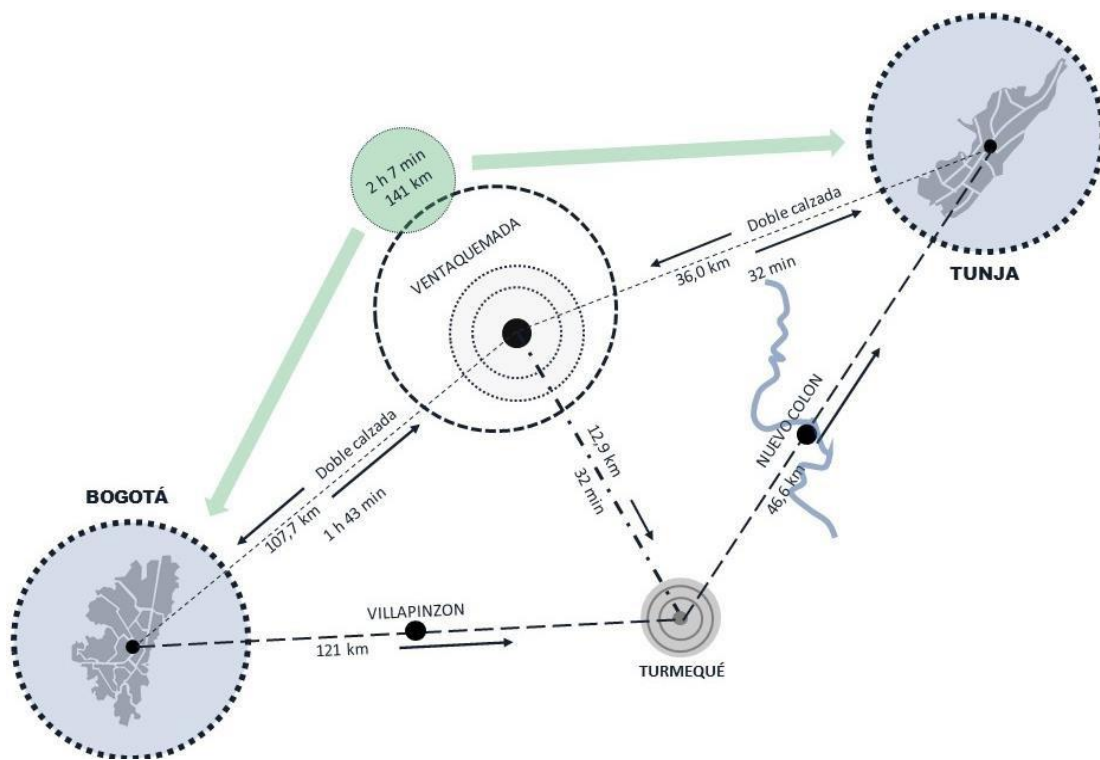 2 h 7 min
141 km
VENTAQUEMADA
Doble calzada
36,0 km
32 min
TUNJA
Doble calzada
107,7 km
1 h 43 min
12,9 km
32 min
NUEVO COLON
46,6 km
BOGOTÁ
VILLAPINZON
121 km
TURMEQUÉ